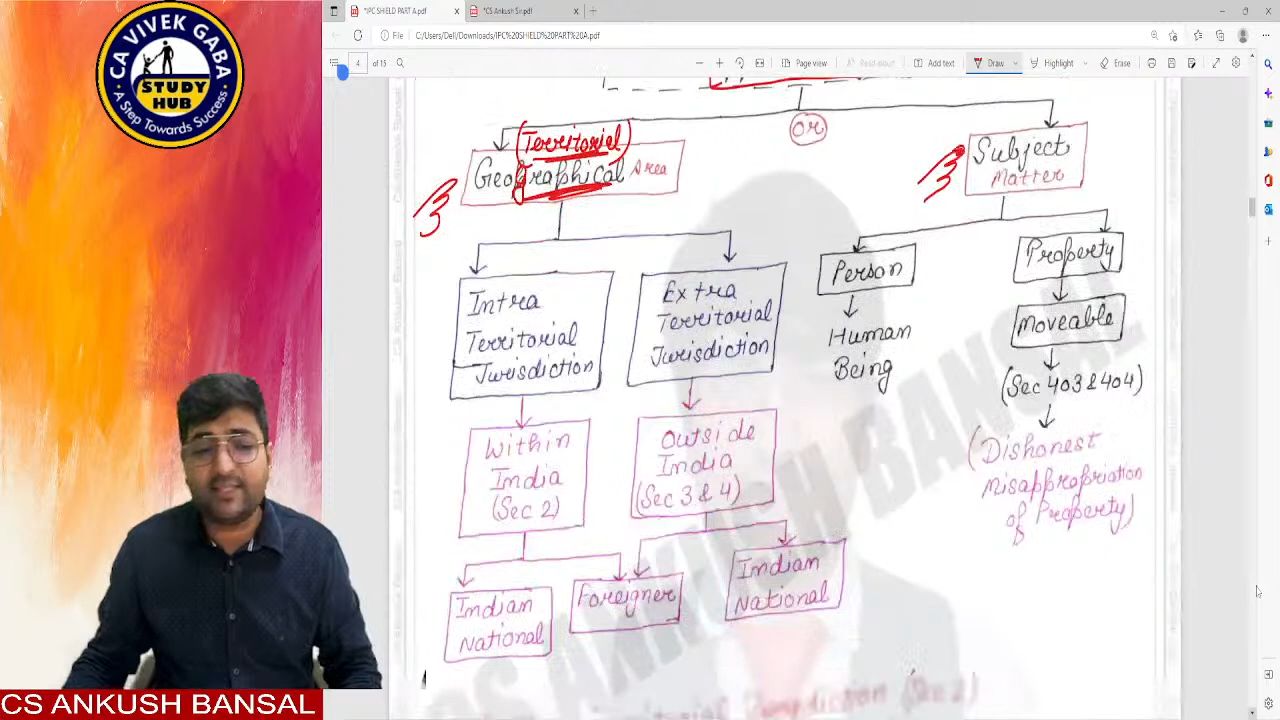 CA VIVEK GABA
STUDY
HUB
A Step Towards Success
*IPC SHIELD PART A.pdf
*CS Ankush Sir.pdf
File
C:/Users/Dell/Downloads/IPC%20SHIELD%20PART%20A.pdf
4 of 15
Page view
Read aloud
Add text
Draw
Highlight
Erase
Or
Territorial
Geographical Area
Subject
Matter
Intra
Territorial
Jurisdiction
Extra
Territorial
Jurisdiction
Person
Human
Being
Property
Moveable
(Sec 403 & 404)
(Dishonest
Misappropriation
of Property)
Within
India
(Sec 2)
Outside
India
(Sec 3 & 4)
Indian
National
Foreigner
Indian
National
ANKUSH BANSAL
CS ANKUSH BANSAL